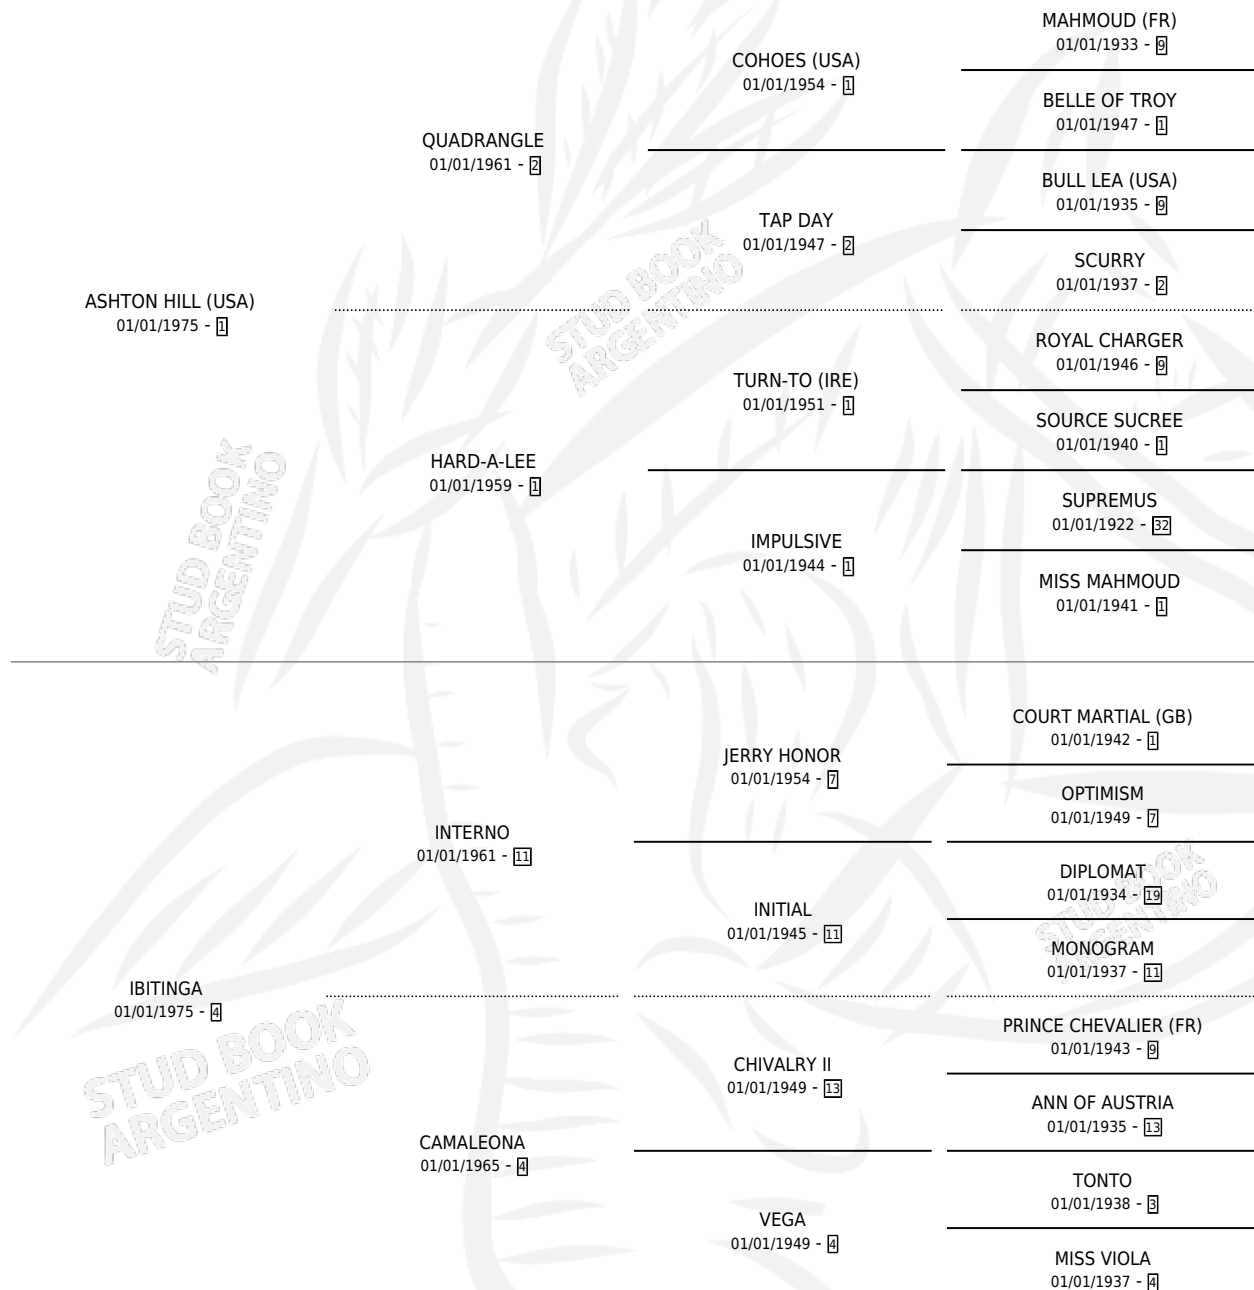 MAHMOUD (FR)
01/01/1933 - 9
COHOES (USA)
01/01/1954 - 1
BELLE OF TROY
01/01/1947 - 1
QUADRANGLE
01/01/1961 - 2
BULL LEA (USA)
01/01/1935 - 9
TAP DAY
01/01/1947 - 2
SCURRY
01/01/1937 - 2
ASHTON HILL (USA)
01/01/1975 - 1
ROYAL CHARGER
01/01/1946 - 9
TURN-TO (IRE)
01/01/1951 - 1
SOURCE SUCREE
01/01/1940 - 1
HARD-A-LEE
01/01/1959 - 1
SUPREMUS
01/01/1922 - 32
IMPULSIVE
01/01/1944 - 1
MISS MAHMOUD
01/01/1941 - 1
COURT MARTIAL (GB)
01/01/1942 - 1
JERRY HONOR
01/01/1954 - 7
OPTIMISM
01/01/1949 - 7
INTERNO
01/01/1961 - 11
DIPLOMAT
01/01/1934 - 19
INITIAL
01/01/1945 - 11
MONOGRAM
01/01/1937 - 11
IBITINGA
01/01/1975 - 4
PRINCE CHEVALIER (FR)
01/01/1943 - 9
CHIVALRY II
01/01/1949 - 13
ANN OF AUSTRIA
01/01/1935 - 13
CAMALEONA
01/01/1965 - 4
TONTO
01/01/1938 - 3
VEGA
01/01/1949 - 4
MISS VIOLA
01/01/1937 - 4
STUD BOOK
ARGENTINO
STUD BOOK
ARGENTINO
STUD BOOK
ARGENTINO
STUD BOOK
ARGENTINO